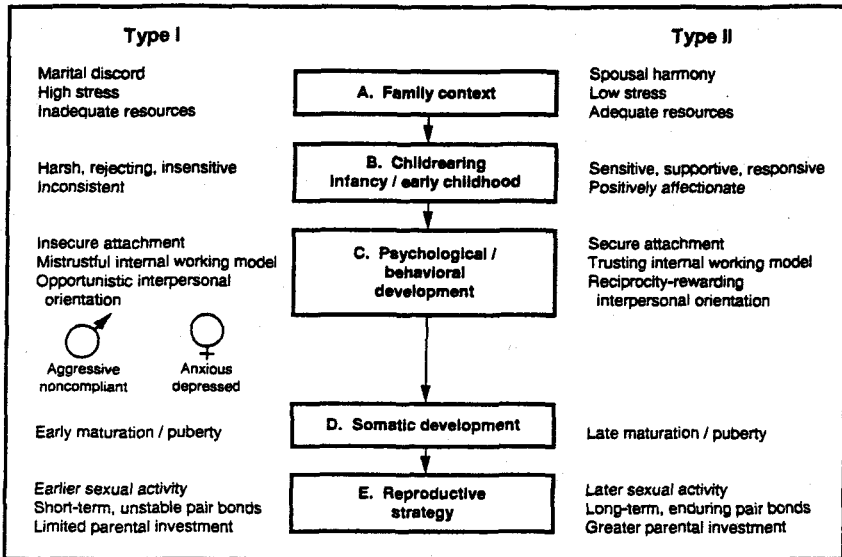 Type I
Type II
Marital discord
High stress
Inadequate resources
A. Family context
Spousal harmony
Low stress
Adequate resources
Harsh, rejecting, insensitive
Inconsistent
B. Childrearing
infancy / early childhood
Sensitive, supportive, responsive
Positively affectionate
Insecure attachment
Mistrustful internal working model
Opportunistic interpersonal
orientation
C. Psychological /
behavioral
development
Secure attachment
Trusting internal working model
Reciprocity-rewarding
interpersonal orientation
Aggressive
noncompliant
Anxious
depressed
Early maturation / puberty
D. Somatic development
Late maturation / puberty
Earlier sexual activity
Short-term, unstable pair bonds
Limited parental investment
E. Reproductive
strategy
Later sexual activity
Long-term, enduring pair bonds
Greater parental investment